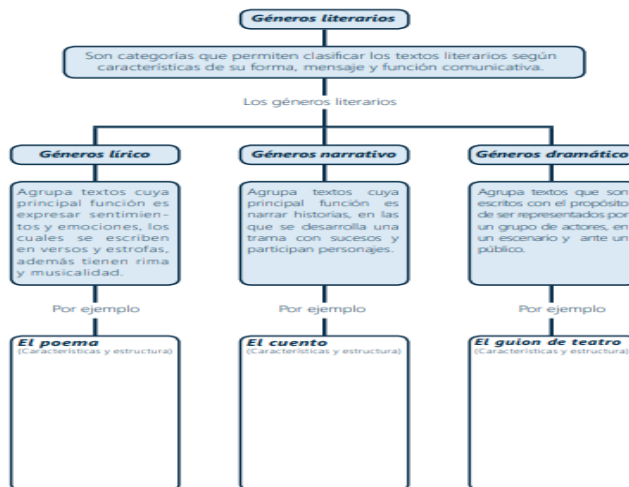 Géneros literarios
Son categorías que permiten clasificar los textos literarios según
características de su forma, mensaje y función comunicativa.
Los géneros literarios
Géneros lírico
Agrupa textos cuya
principal función es
expresar sentimien-
tos y emociones, los
cuales se escriben
en versos y estrofas,
además tienen rima
y musicalidad.
Por ejemplo
El poema
(Características y estructura)
Géneros narrativo
Agrupa textos cuya
principal función es
narrar historias, en las
que se desarrolla una
trama con sucesos y
participan personajes.
Por ejemplo
El cuento
(Características y estructura)
Géneros dramático
Agrupa textos que son
escritos con el propósito
de ser representados por
un grupo de actores, en
un escenario y ante un
público.
Por ejemplo
El guion de teatro
(Características y estructura)